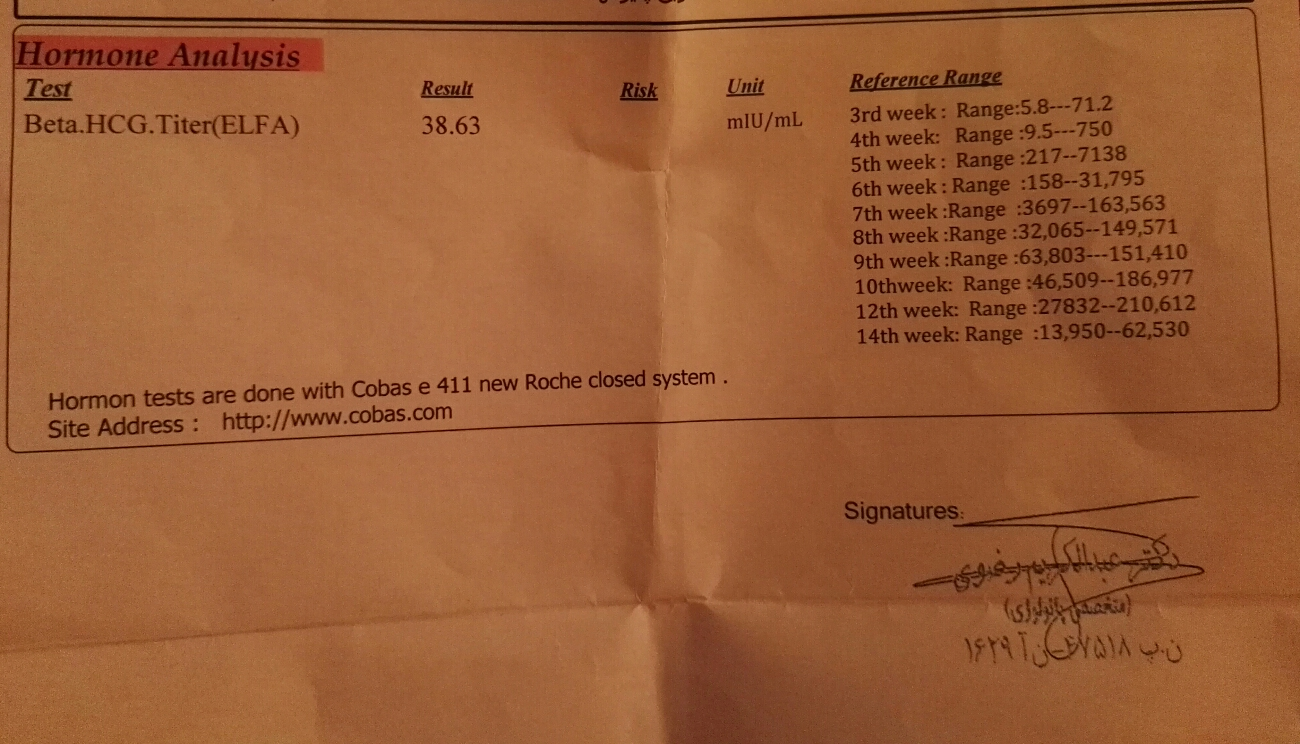 Hormone Analysis
Test Result Risk Unit Reference Range
Beta.HCG.Titer(ELFA) 38.63 mIU/mL
3rd week : Range:5.8---71.2
4th week: Range :9.5---750
5th week : Range :217--7138
6th week : Range :158--31,795
7th week :Range :3697--163,563
8th week :Range :32,065--149,571
9th week :Range :63,803---151,410
10thweek: Range :46,509--186,977
12th week: Range :27832--210,612
14th week: Range :13,950--62,530
Hormon tests are done with Cobas e 411 new Roche closed system .
Site Address : http://www.cobas.com
Signatures:
دکتر عبدالکریم رضوی
(متخصص پاتولوژی)